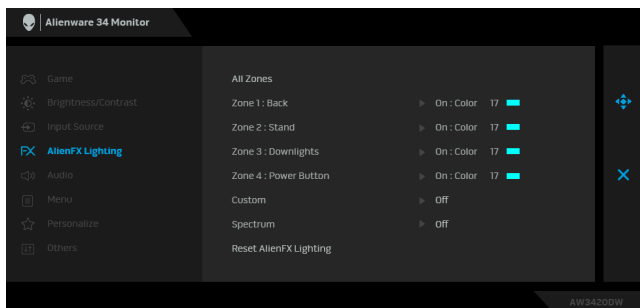 Alienware 34 Monitor
Game
Brightness/Contrast
Input Source
AlienFX Lighting
Audio
Menu
Personalize
Others
All Zones
Zone 1 : Back On : Color 17
Zone 2 : Stand On : Color 17
Zone 3 : Downlights On : Color 17
Zone 4 : Power Button On : Color 17
Custom Off
Spectrum Off
Reset AlienFX Lighting
AW3420DW